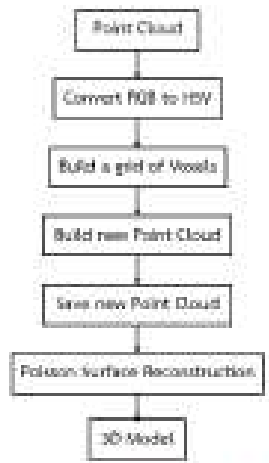 Point Cloud
Convert RGB to HSV
Build a grid of Voxels
Build new Point Cloud
Save new Point Cloud
Poisson Surface Reconstruction
3D Model